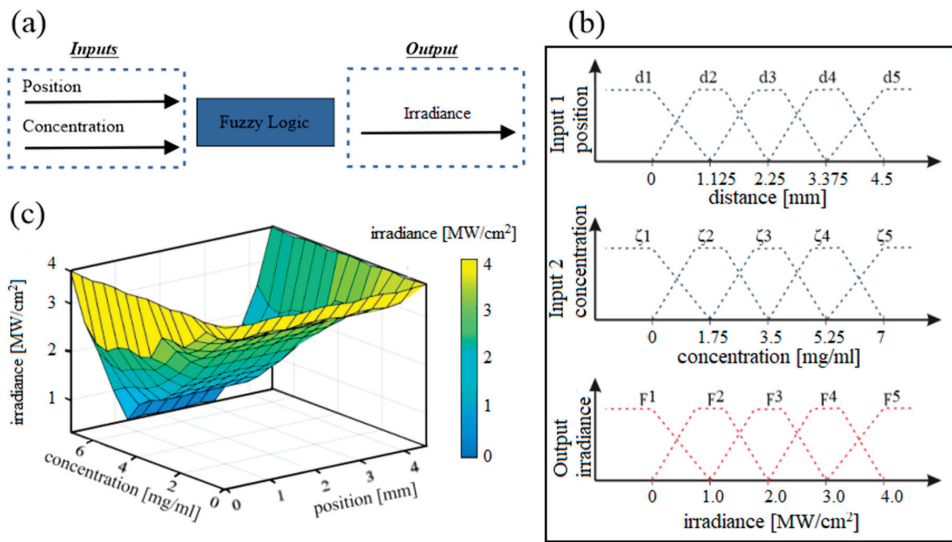 (a)
Inputs
Output
Position
Concentration
Fuzzy Logic
Irradiance
(b)
Input 1
position
d1 d2 d3 d4 d5
0 1.125 2.25 3.375 4.5
distance [mm]
Input 2
concentration
ζ1 ζ2 ζ3 ζ4 ζ5
0 1.75 3.5 5.25 7
concentration [mg/ml]
Output
irradiance
F1 F2 F3 F4 F5
0 1.0 2.0 3.0 4.0
irradiance [MW/cm²]
(c)
irradiance [MW/cm²]
4
3
2
1
0
irradiance [MW/cm²]
4
3
2
1
6 4 2 0
concentration [mg/ml]
0 1 2 3 4
position [mm]